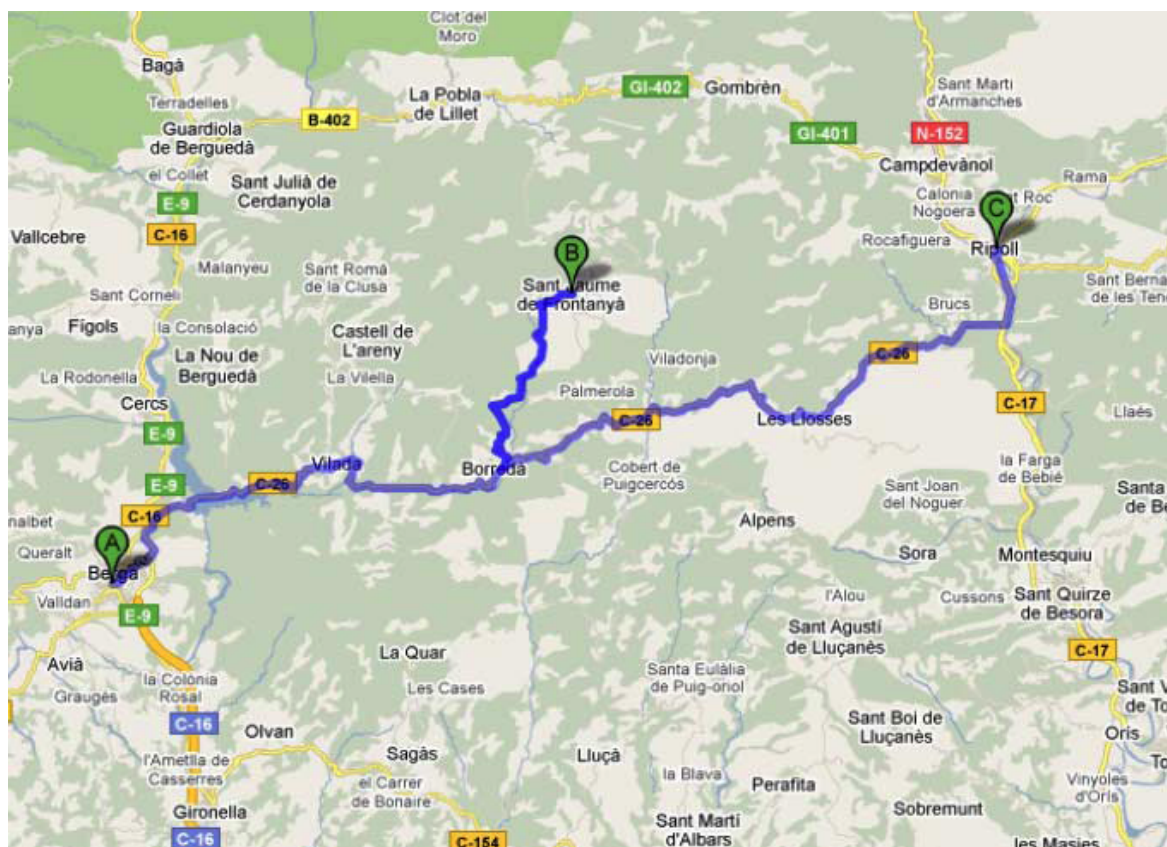 Clot del
Moro
Bagà
Terradelles
La Pobla
de Lillet
GI-402
Gombrèn
Sant Martí
d'Armanches
B-402
Guardiola
de Berguedà
GI-401
N-152
el Collet
Campdevànol
Sant Julià de
Cerdanyola
E-9
Rama
Calonia
Nogoera
nt Roc
C
Vallcebre
C-16
Rocafiguera
Ripoll
B
Malanyeu
Sant Romà
de la Clusa
Sant Jaume
de Frontanyà
Sant Berna
de les Tene
Sant Corneli
Brucs
anya
Fígols
la Consolació
Castell de
L'areny
La Nou de
Berguedà
Viladonja
C-26
La Rodonella
La Vilella
Palmerola
Cercs
C-17
Llaés
C-26
Les Llosses
E-9
Vilada
Borredà
la Farga
de Bebié
Cobert de
Puigcercós
E-9
C-26
Sant Joan
del Noguer
Santa
de Be
C-16
Alpens
nalbet
A
Queralt
Sora
Montesquiu
Berga
Valldan
l'Alou
Cussons
Sant Quirze
de Besora
E-9
Sant Agustí
de Lluçanès
Avià
La Quar
C-17
Graugés
la Colònia
Rosal
Les Cases
Santa Eulàlia
de Puig-oriol
Sant V
de To
C-16
Sant Boi de
Lluçanès
Olvan
Orís
Sagàs
Lluçà
l'Ametlla de
Casserres
la Blava
To
el Carrer
de Bonaire
Perafita
Vinyoles
d'Orís
Gironella
Sobremunt
Sant Martí
d'Albars
C-16
C-154
les Masies